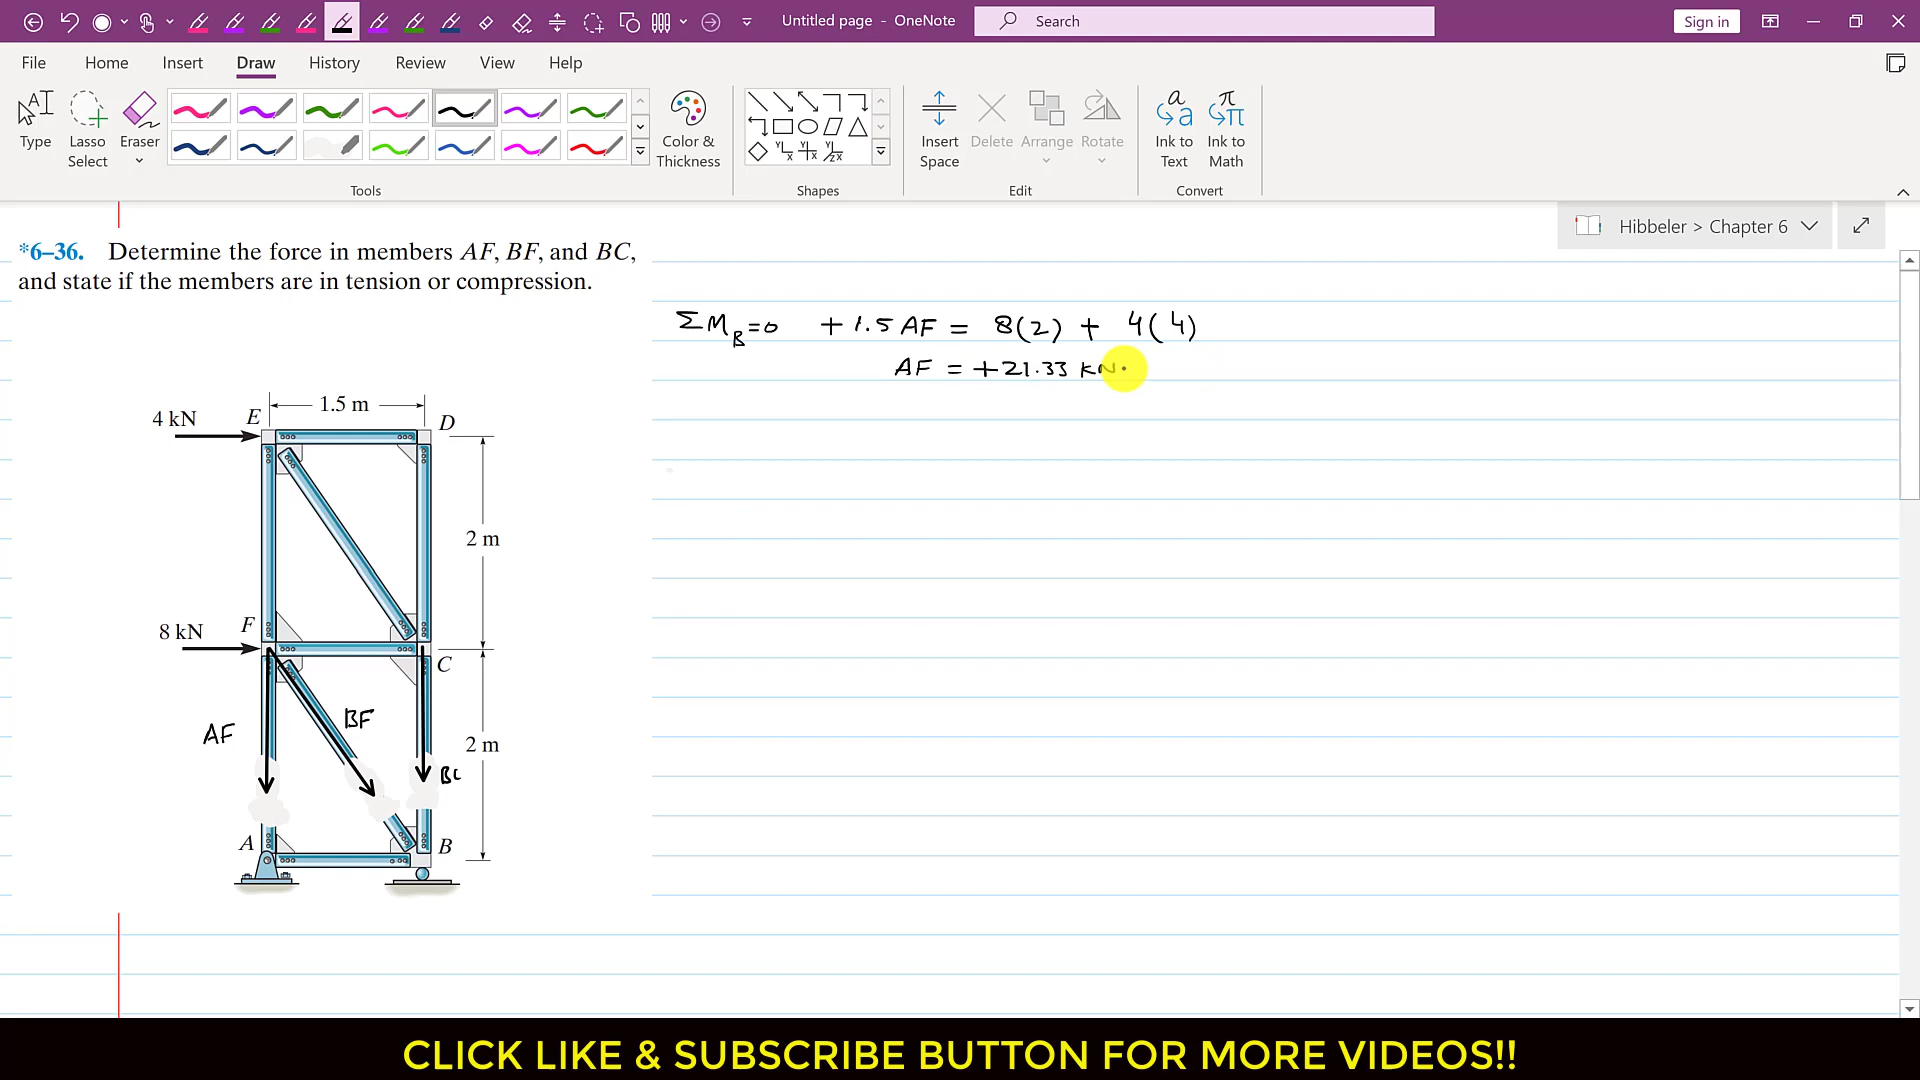 Untitled page - OneNote
Search
Sign in
File Home Insert Draw History Review View Help
Type
Lasso Select
Eraser
Color & Thickness
Insert Space
Delete
Arrange
Rotate
Ink to Text
Ink to Math
Tools
Shapes
Edit
Convert
Hibbeler > Chapter 6
*6–36. Determine the force in members AF, BF, and BC,
and state if the members are in tension or compression.
ΣM_B=0 +1.5 AF = 8(2) + 4(4)
AF = +21.33 kN.
4 kN
E
1.5 m
D
2 m
8 kN
F
C
AF
BF
2 m
BC
A
B
CLICK LIKE & SUBSCRIBE BUTTON FOR MORE VIDEOS!!